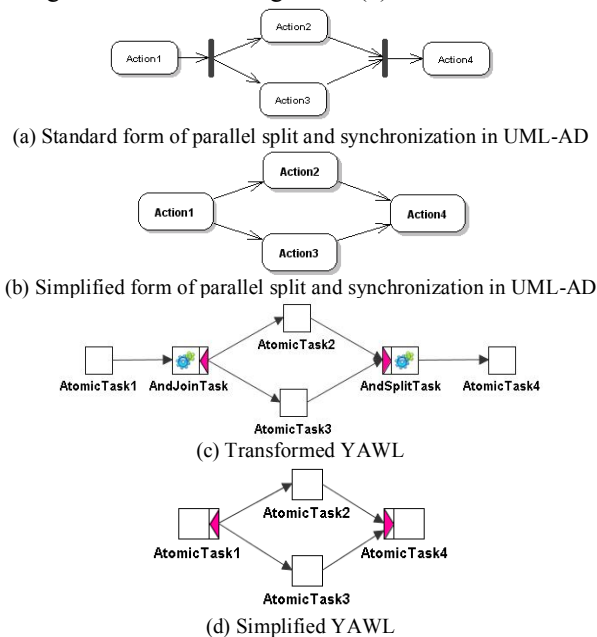 Action2
Action1
Action4
Action3
(a) Standard form of parallel split and synchronization in UML-AD
Action2
Action1
Action4
Action3
(b) Simplified form of parallel split and synchronization in UML-AD
AtomicTask2
AtomicTask1 AndJoinTask AndSplitTask AtomicTask4
AtomicTask3
(c) Transformed YAWL
AtomicTask2
AtomicTask1 AtomicTask4
AtomicTask3
(d) Simplified YAWL